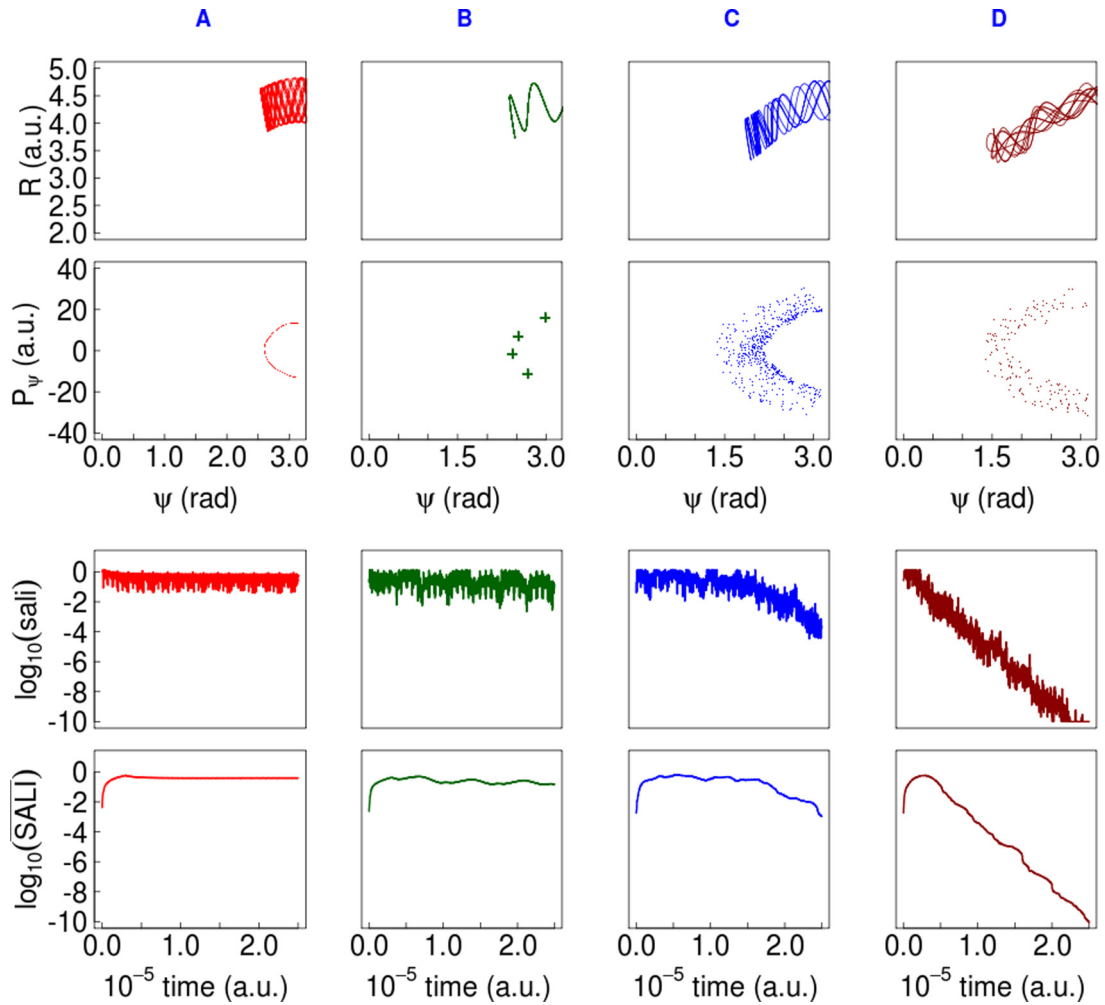 A B C D
R (a.u.)
5.0
4.5
4.0
3.5
3.0
2.5
2.0
P_ψ (a.u.)
40
20
0
-20
-40
0.0 1.0 2.0 3.0
0.0 1.5 3.0
0.0 1.5 3.0
0.0 1.5 3.0
ψ (rad) ψ (rad) ψ (rad) ψ (rad)
log₁₀(sali)
0
-2
-4
-6
-8
-10
log₁₀(SALI)
0
-2
-4
-6
-8
-10
0.0 1.0 2.0
0.0 1.0 2.0
0.0 1.0 2.0
0.0 1.0 2.0
10⁻⁵ time (a.u.) 10⁻⁵ time (a.u.) 10⁻⁵ time (a.u.) 10⁻⁵ time (a.u.)